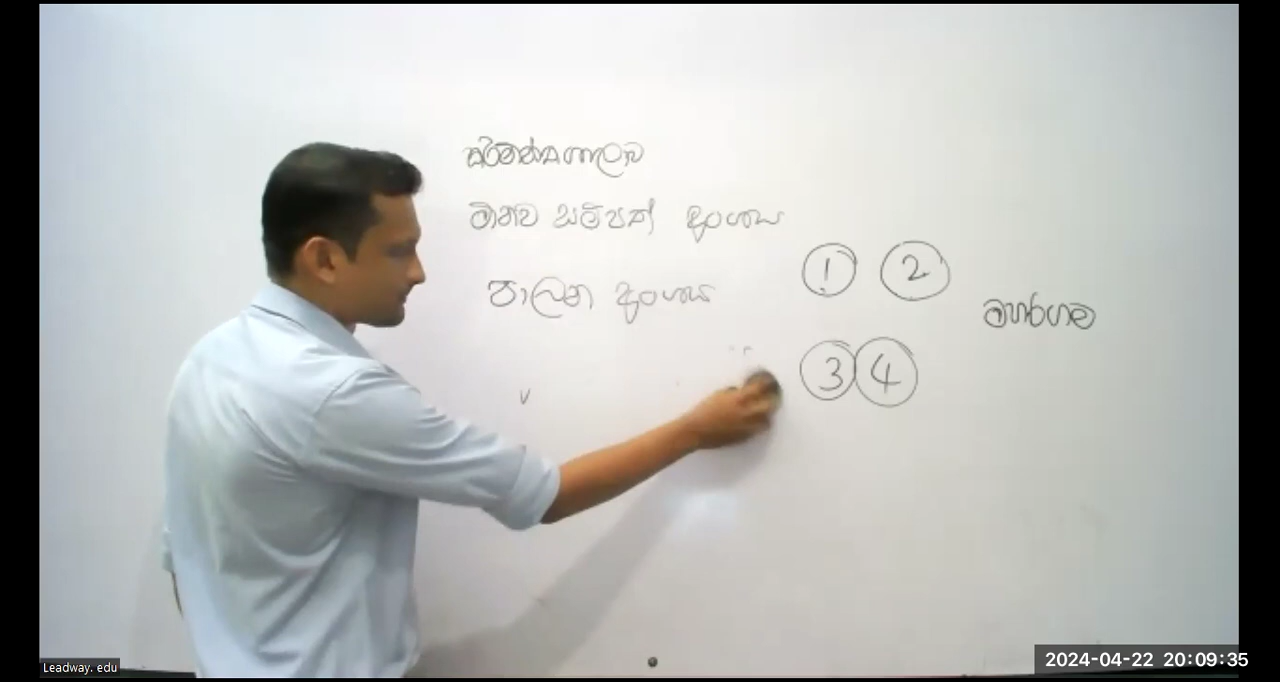 කර්මාන්තශාලාව
මානව සම්පත් අංශය
පාලන අංශය
1 2
මහරගම
3 4
Leadway. edu
2024-04-22 20:09:35